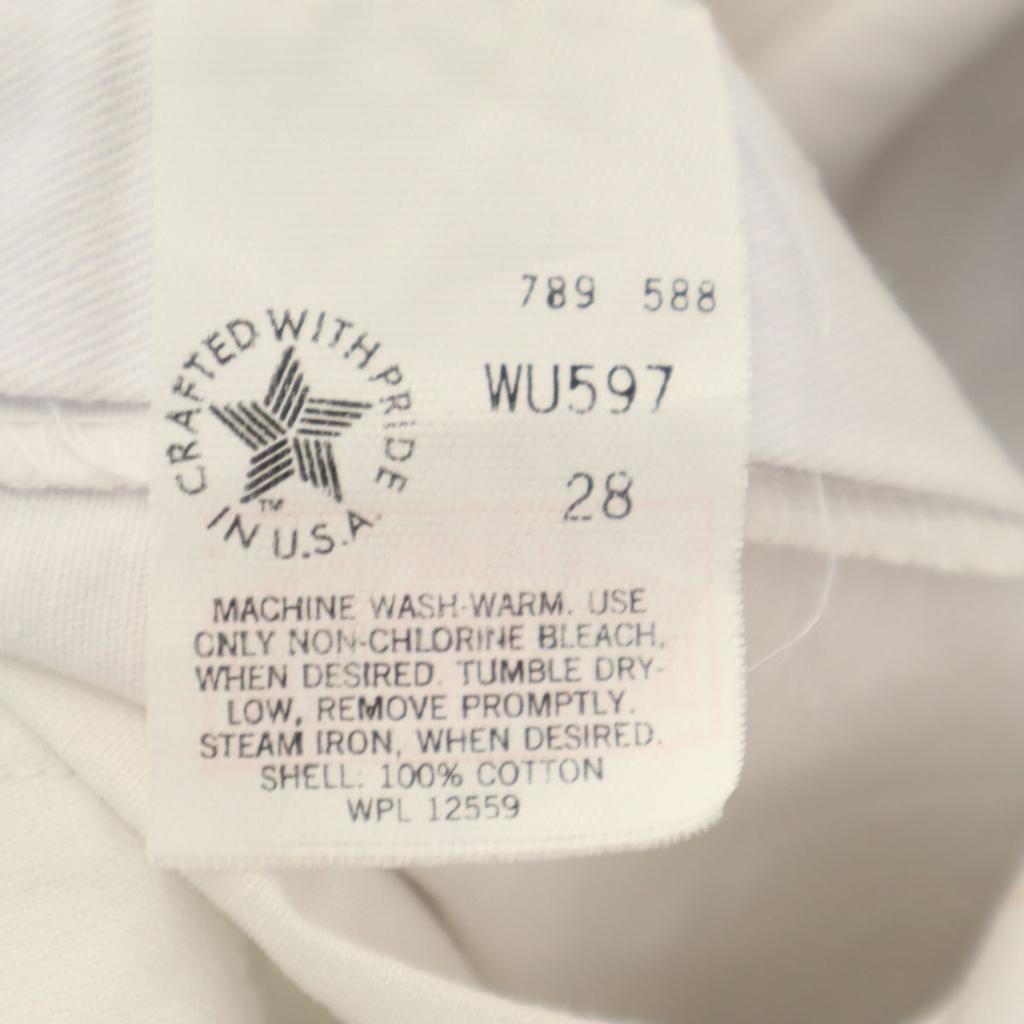 789 588
CRAFTED WITH PRIDE
IN U.S.A.
TM
WU597
28
MACHINE WASH-WARM. USE
ONLY NON-CHLORINE BLEACH,
WHEN DESIRED. TUMBLE DRY-
LOW, REMOVE PROMPTLY.
STEAM IRON, WHEN DESIRED.
SHELL: 100% COTTON
WPL 12559